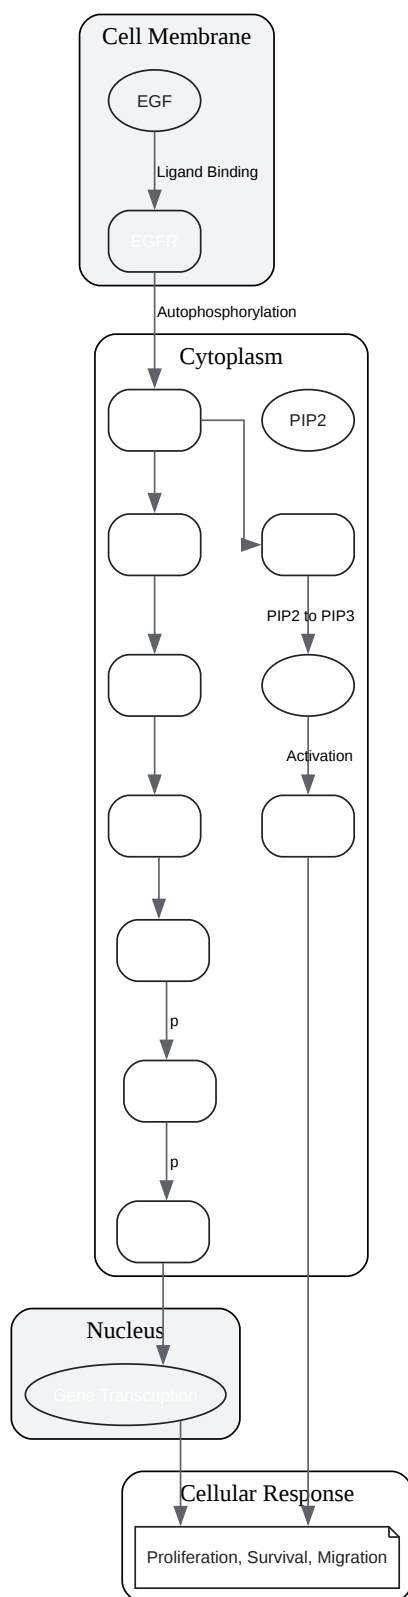 Cell Membrane
EGF
Ligand Binding
EGFR
Autophosphorylation
Cytoplasm
PIP2
PIP2 to PIP3
Activation
p
p
Nucleus
Gene Transcription
Cellular Response
Proliferation, Survival, Migration